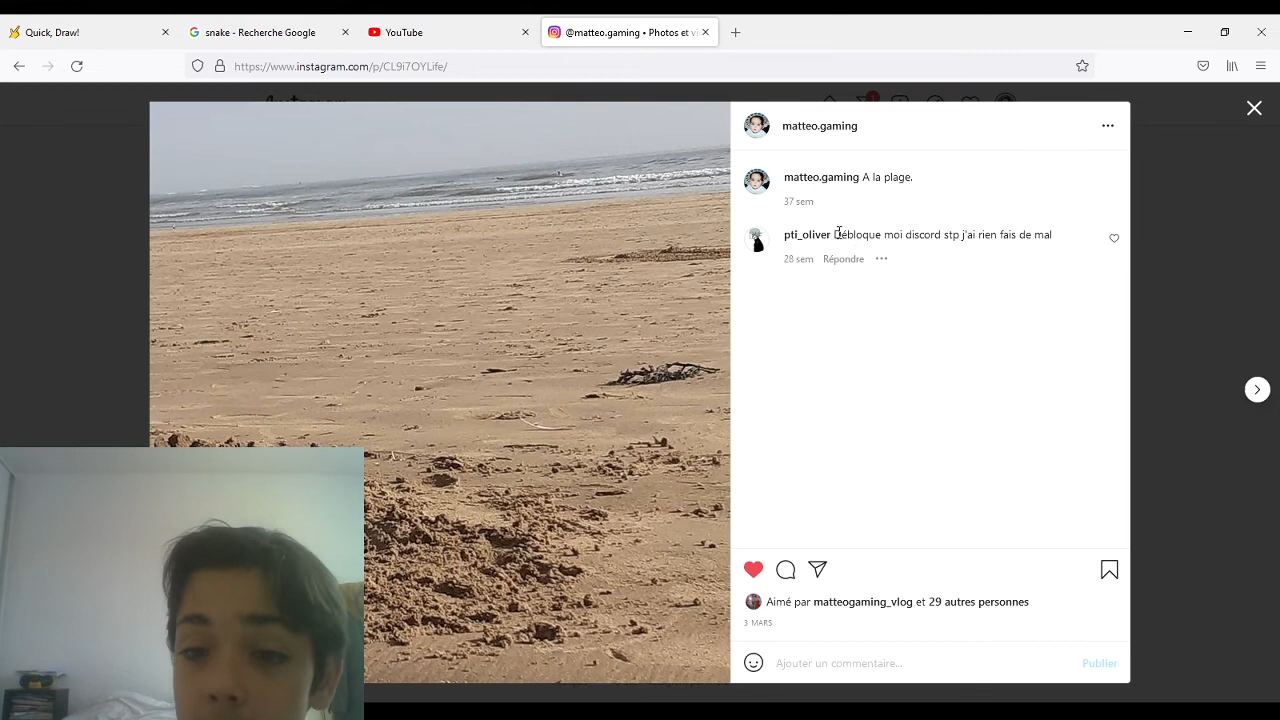 Quick, Draw!
snake - Recherche Google
YouTube
@matteo.gaming • Photos et vi
https://www.instagram.com/p/CL9i7OYLife/
matteo.gaming
matteo.gaming A la plage.
37 sem
pti_oliver Débloque moi discord stp j'ai rien fais de mal
28 sem Répondre
Aimé par matteogaming_vlog et 29 autres personnes
3 MARS
Ajouter un commentaire... Publier